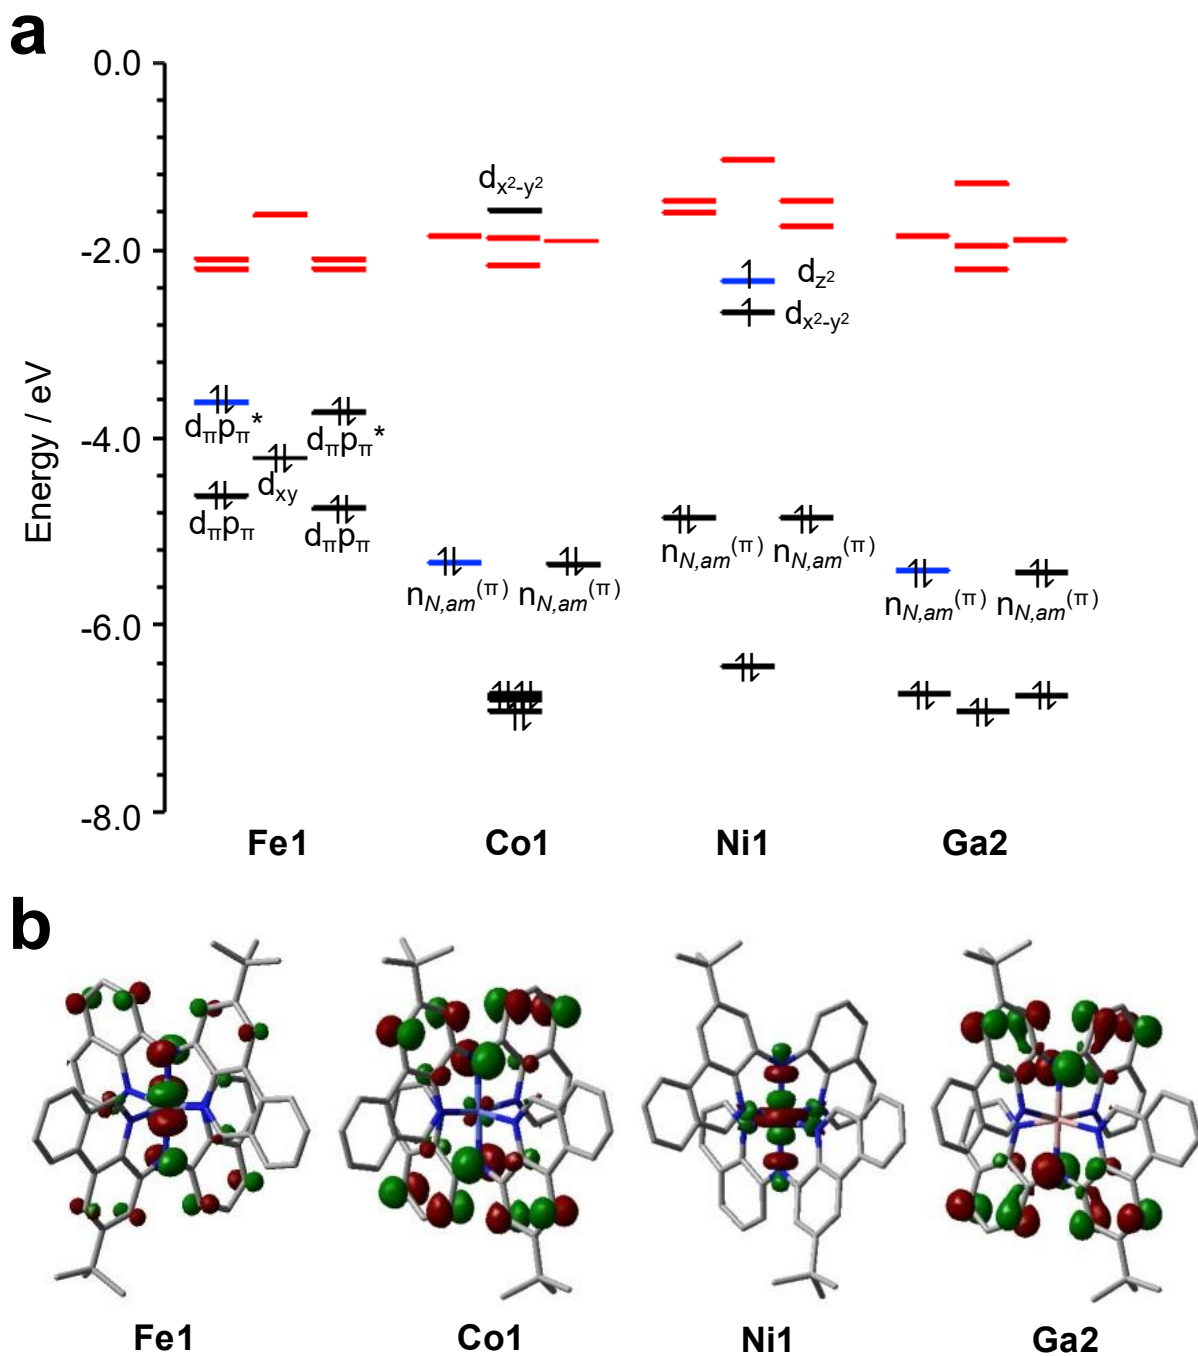 a
0.0
-2.0
-4.0
-6.0
-8.0
Energy / eV
dπpπ*
dπpπ*
dxy
dπpπ
dπpπ
Fe1
dx²-y²
nN,am(π) nN,am(π)
Co1
dz²
dx²-y²
nN,am(π) nN,am(π)
Ni1
nN,am(π) nN,am(π)
Ga2
b
Fe1
Co1
Ni1
Ga2